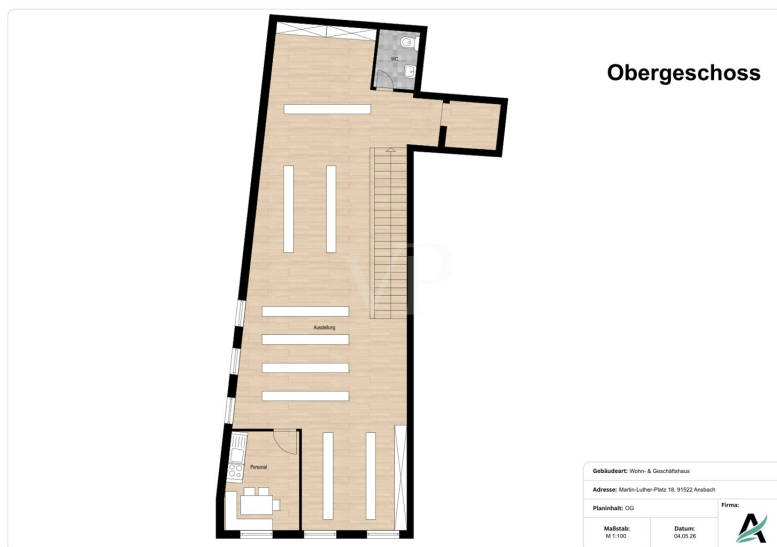 Obergeschoss
WC
VP
Ausstellung
Personal
Gebäudeart: Wohn- & Geschäftshaus
Adresse: Martin-Luther-Platz 18, 91522 Ansbach
Planinhalt: OG
Firma:
Maßstab:
M 1:100
Datum:
04.05.26